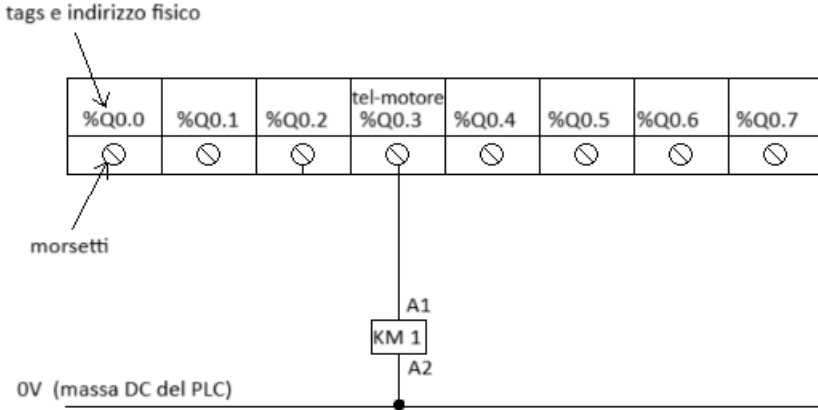 tags e indirizzo fisico
tel-motore
%Q0.0 %Q0.1 %Q0.2 %Q0.3 %Q0.4 %Q0.5 %Q0.6 %Q0.7
morsetti
A1
KM 1
A2
0V (massa DC del PLC)